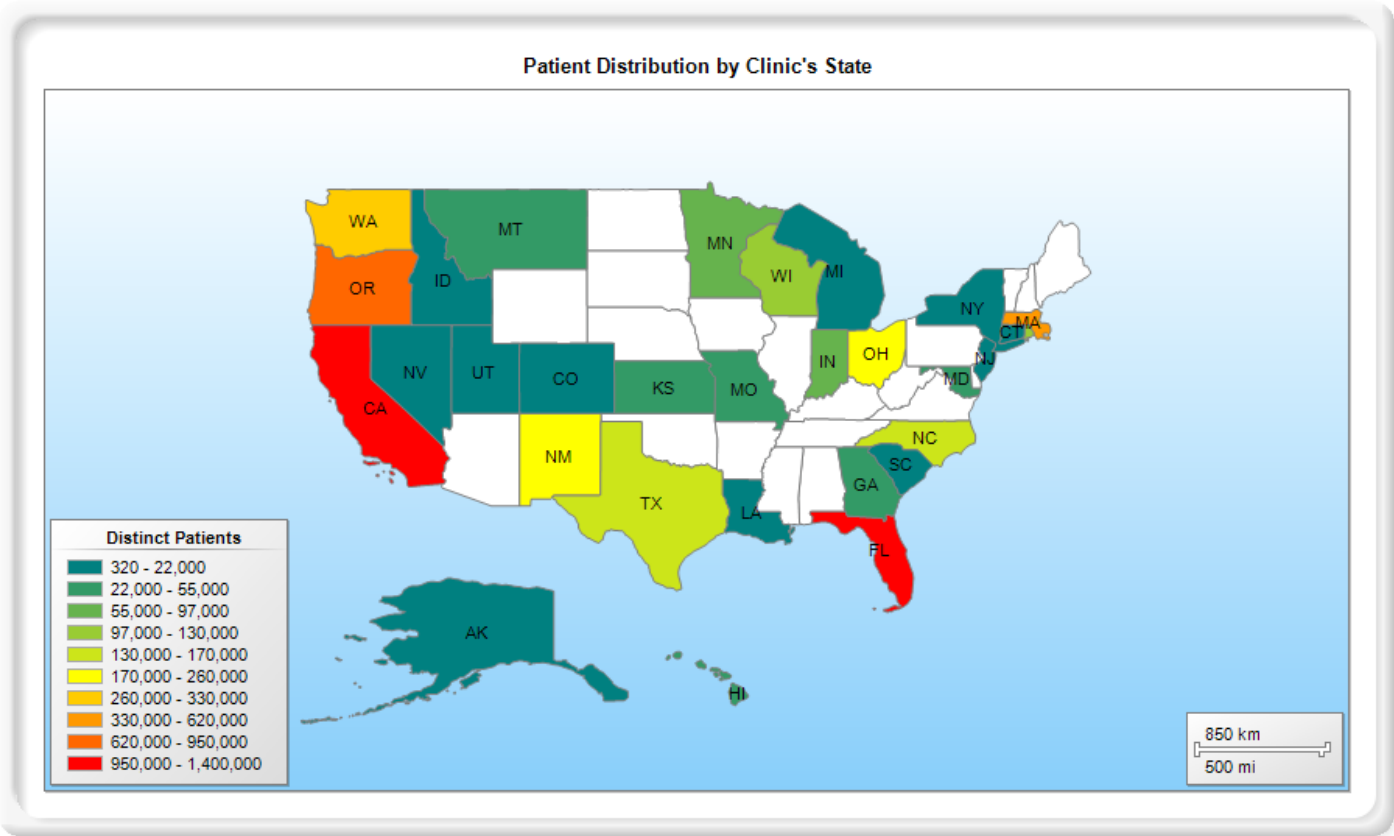 Patient Distribution by Clinic's State
WA
MT
MN
OR
ID
WI
MI
NY
MA
CT
NV
UT
CO
KS
MO
IN
OH
NJ
MD
CA
NM
TX
NC
SC
GA
LA
FL
AK
HI
Distinct Patients
320 - 22,000
22,000 - 55,000
55,000 - 97,000
97,000 - 130,000
130,000 - 170,000
170,000 - 260,000
260,000 - 330,000
330,000 - 620,000
620,000 - 950,000
950,000 - 1,400,000
850 km
500 mi